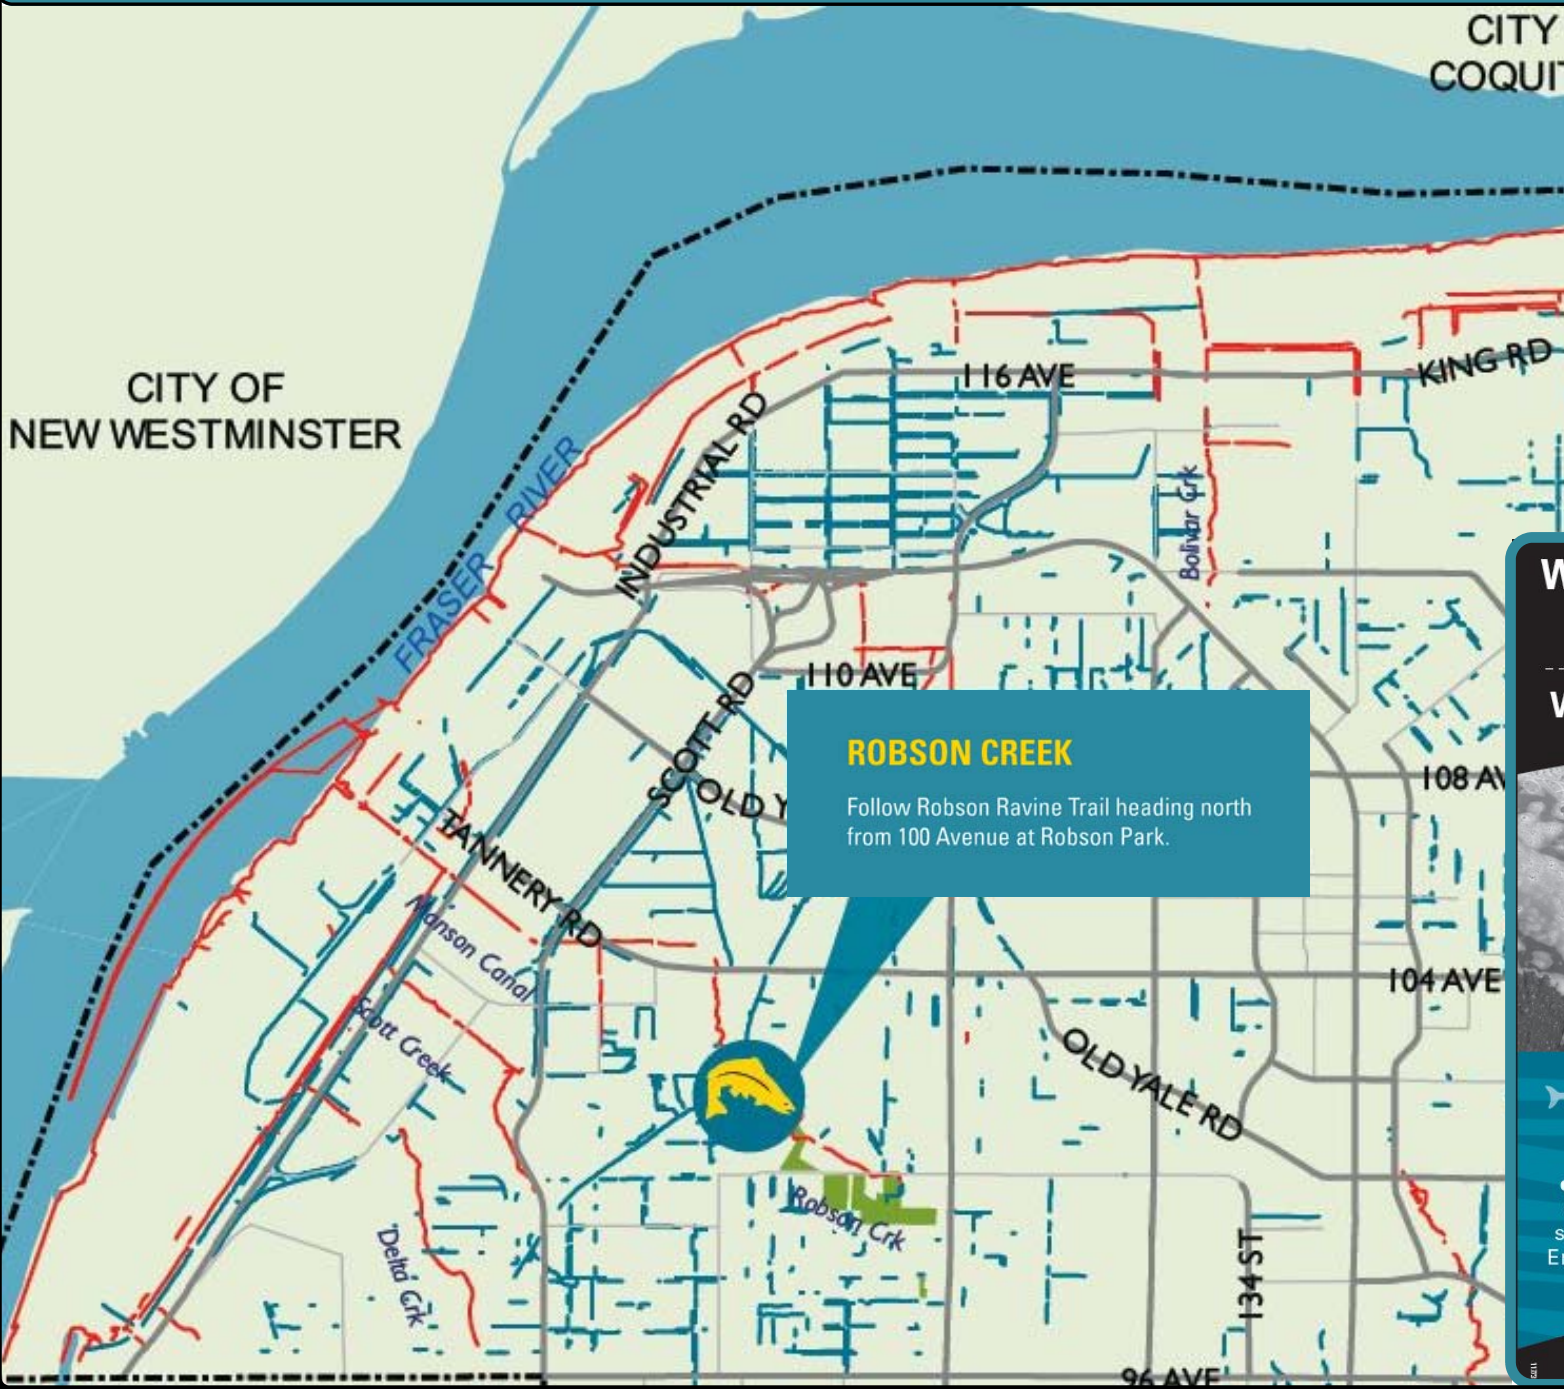 CITY
COQUIT
CITY OF
NEW WESTMINSTER
FRASER RIVER
INDUSTRIAL RD
116 AVE
KING RD
Bolivar Crk
110 AVE
SCOTT RD
OLD Y
ROBSON CREEK
Follow Robson Ravine Trail heading north
from 100 Avenue at Robson Park.
108 AV
TANNERY RD
Manson Canal
Scott Creek
104 AVE
OLD YALE RD
Robson Crk
Delta Crk
134 ST
96 AVE
W
W
s
En